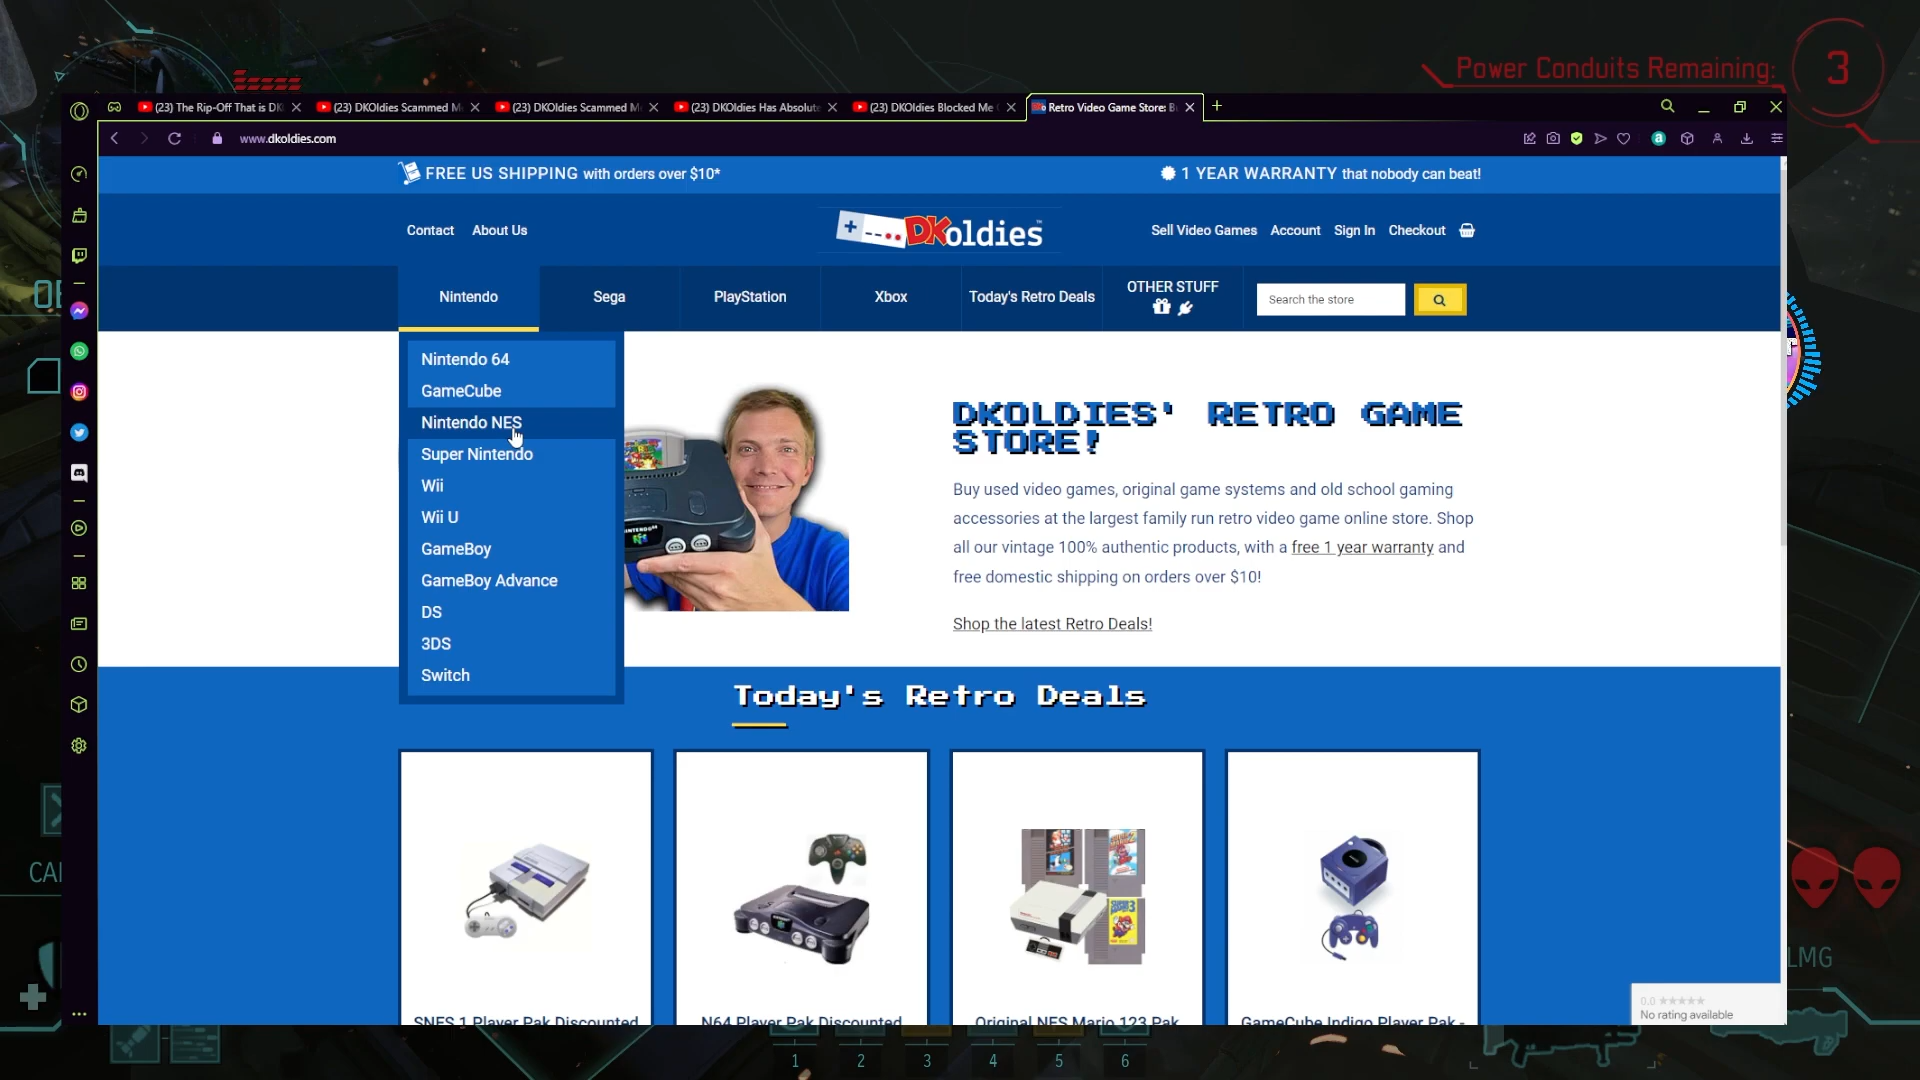 Power Conduits Remaining: 3
(23) The Rip-Off That is DK
(23) DKOldies Scammed M
(23) DKOldies Scammed M
(23) DKOldies Has Absolut
(23) DKOldies Blocked Me
Retro Video Game Store: B
www.dkoldies.com
FREE US SHIPPING with orders over $10*
1 YEAR WARRANTY that nobody can beat!
Contact
About Us
DKoldies™
Sell Video Games
Account
Sign In
Checkout
Nintendo
Sega
PlayStation
Xbox
Today's Retro Deals
OTHER STUFF
Search the store
Nintendo 64
GameCube
Nintendo NES
Super Nintendo
Wii
Wii U
GameBoy
GameBoy Advance
DS
3DS
Switch
DKOLDIES' RETRO GAME
STORE!
Buy used video games, original game systems and old school gaming
accessories at the largest family run retro video game online store. Shop
all our vintage 100% authentic products, with a free 1 year warranty and
free domestic shipping on orders over $10!
Shop the latest Retro Deals!
Today's Retro Deals
SNES 1 Player Pak Discounted
N64 Player Pak Discounted
Original NES Mario 123 Pak
GameCube Indigo Player Pak -
0.0 ★★★★★
No rating available
LMG
1
2
3
4
5
6